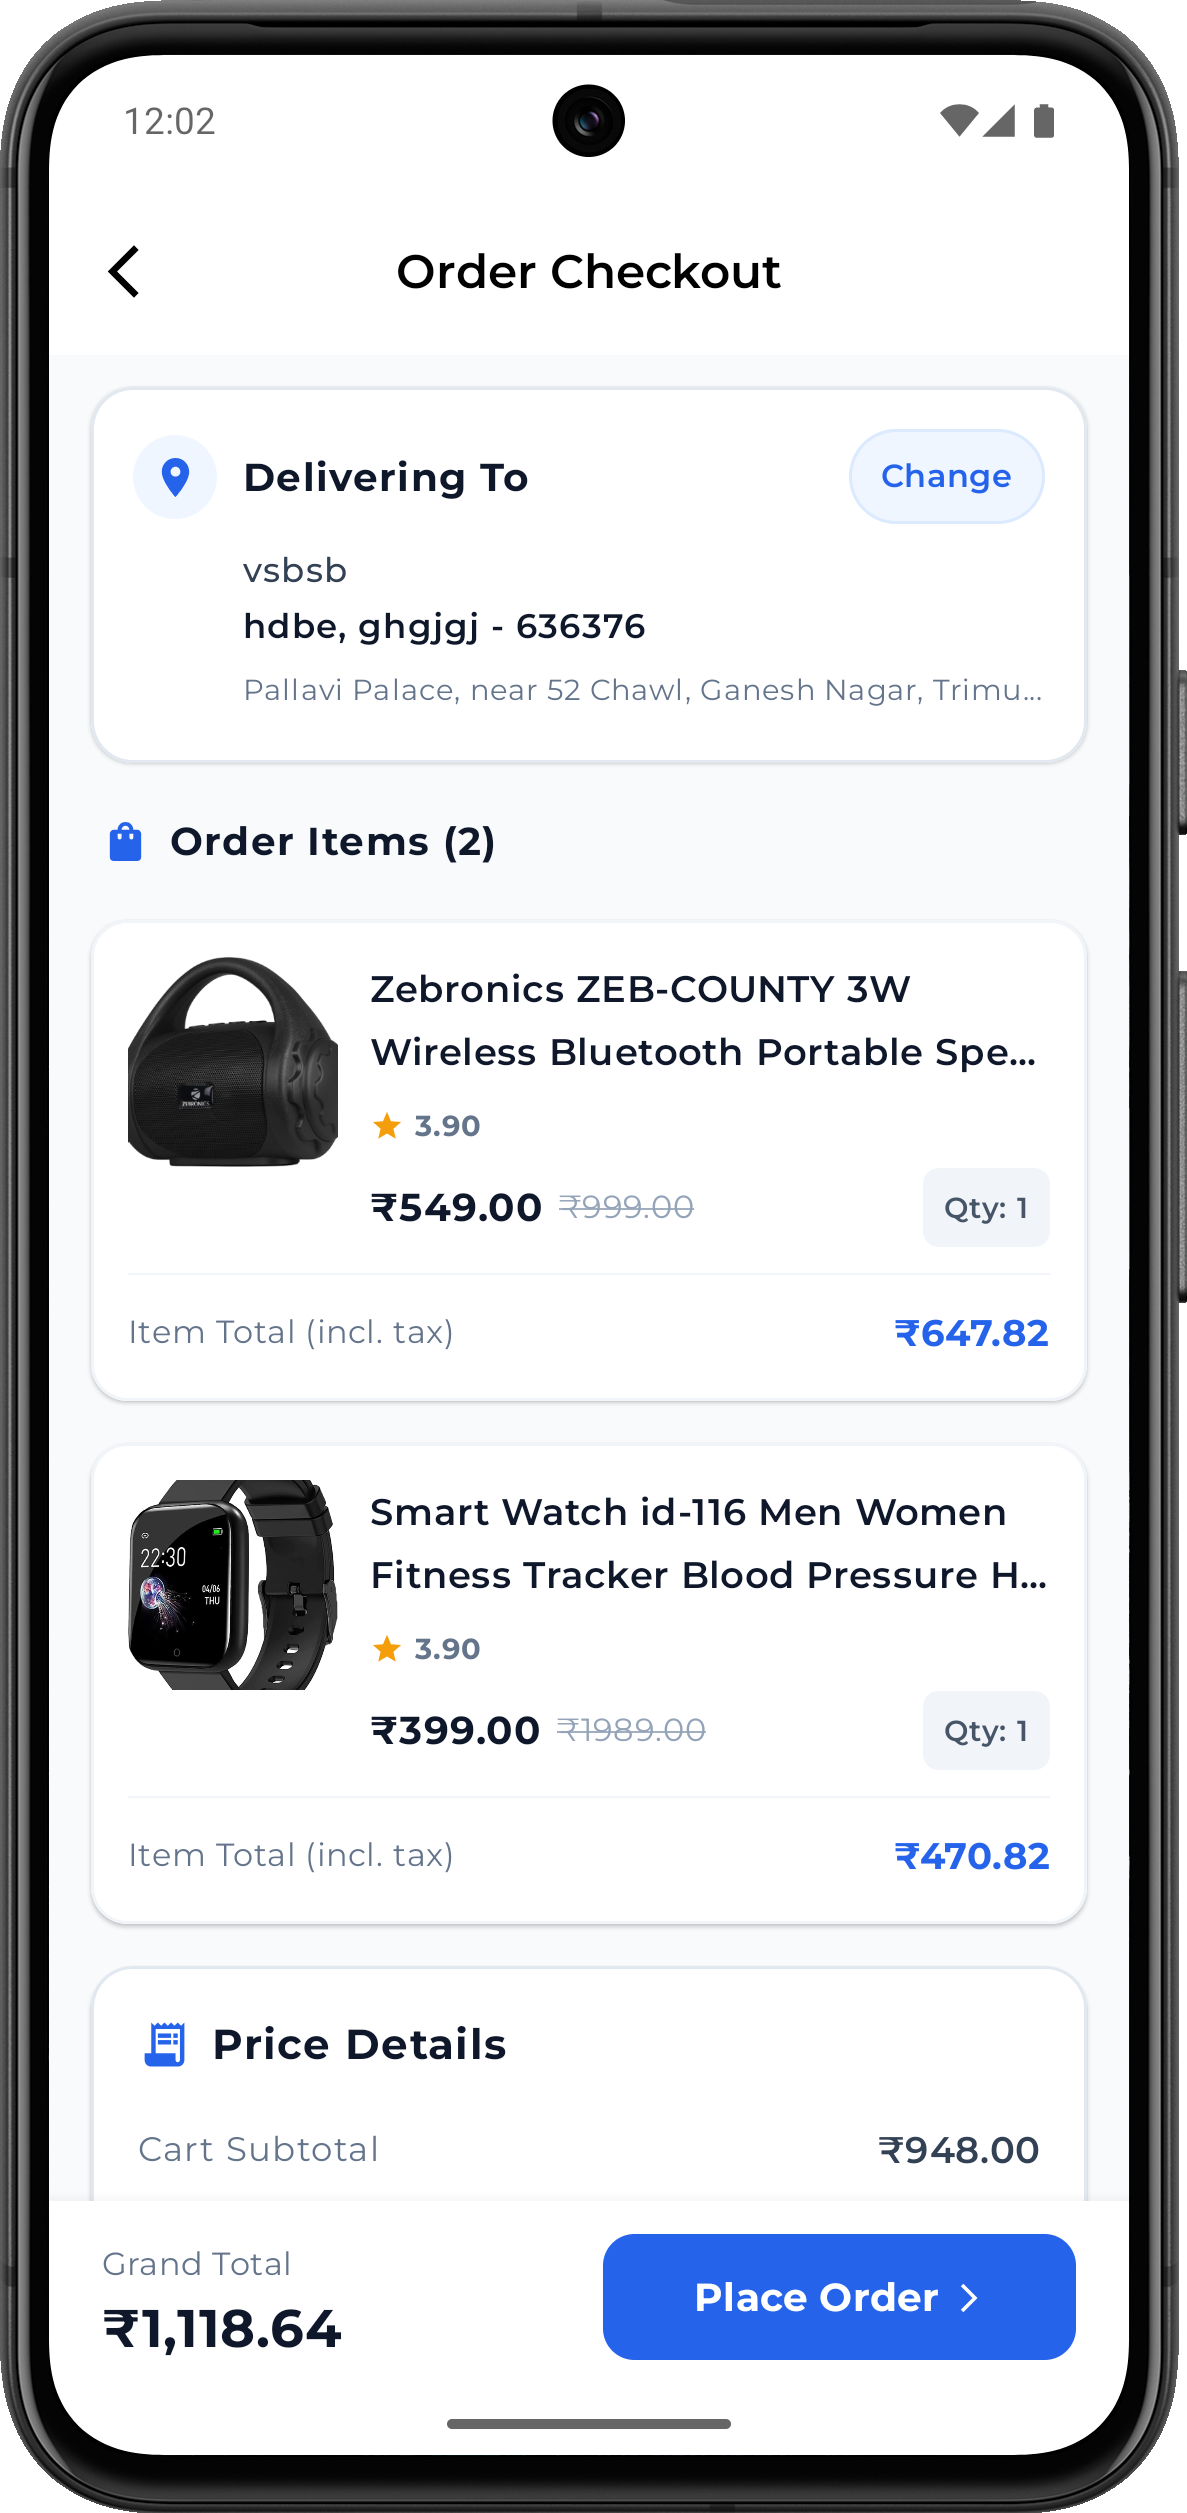 12:02
Order Checkout
Delivering To
Change
vsbsb
hdbe, ghgjgj - 636376
Pallavi Palace, near 52 Chawl, Ganesh Nagar, Trimu...
Order Items (2)
Zebronics ZEB-COUNTY 3W
Wireless Bluetooth Portable Spe...
3.90
₹549.00 ₹999.00
Qty: 1
Item Total (incl. tax)
₹647.82
22:30
04/06
THU
Smart Watch id-116 Men Women
Fitness Tracker Blood Pressure H...
3.90
₹399.00 ₹1989.00
Qty: 1
Item Total (incl. tax)
₹470.82
Price Details
Cart Subtotal
₹948.00
Grand Total
₹1,118.64
Place Order